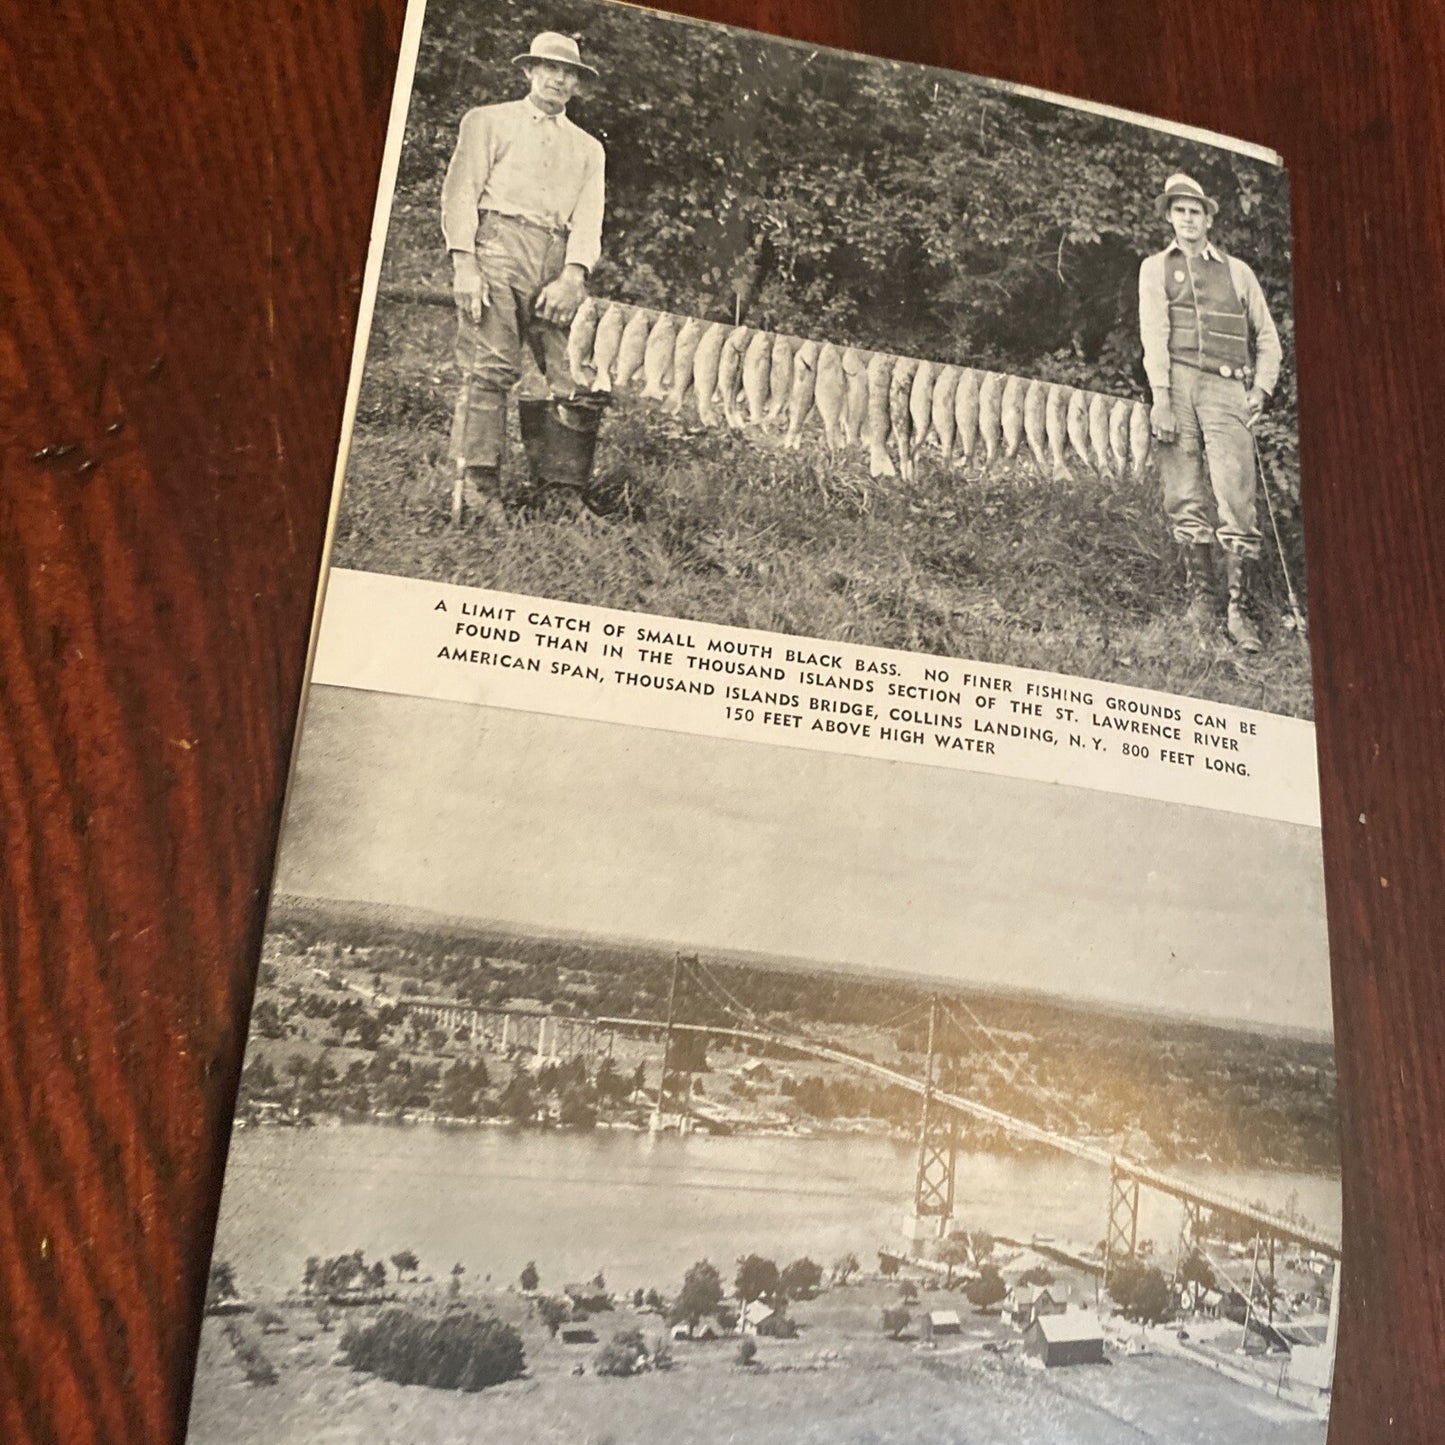 A LIMIT CATCH OF SMALL MOUTH BLACK BASS. NO FINER FISHING GROUNDS CAN BE
FOUND THAN IN THE THOUSAND ISLANDS SECTION OF THE ST. LAWRENCE RIVER
AMERICAN SPAN, THOUSAND ISLANDS BRIDGE, COLLINS LANDING, N. Y. 800 FEET LONG.
150 FEET ABOVE HIGH WATER